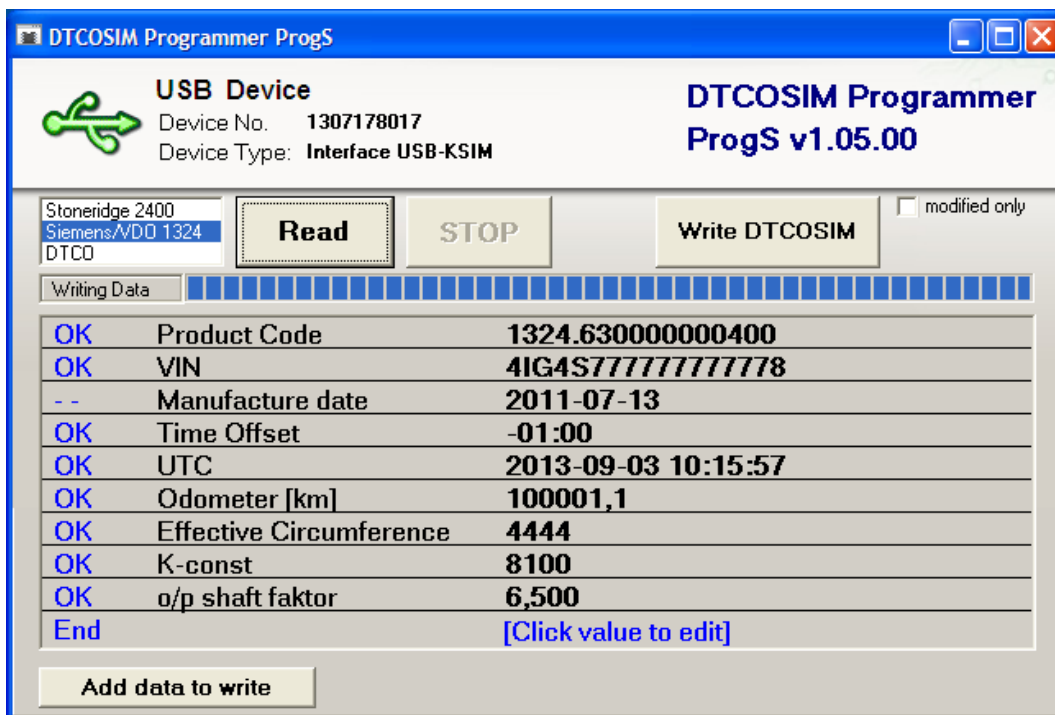 DTCOSIM Programmer ProgS
USB Device
Device No. 1307178017
Device Type: Interface USB-KSIM
DTCOSIM Programmer
ProgS v1.05.00
Stoneridge 2400
Siemens/VDO 1324
DTCO
Read
STOP
Write DTCOSIM
modified only
Writing Data
OK Product Code 1324.630000000400
OK VIN 4IG4S777777777778
- - Manufacture date 2011-07-13
OK Time Offset -01:00
OK UTC 2013-09-03 10:15:57
OK Odometer [km] 100001,1
OK Effective Circumference 4444
OK K-const 8100
OK o/p shaft faktor 6,500
End [Click value to edit]
Add data to write